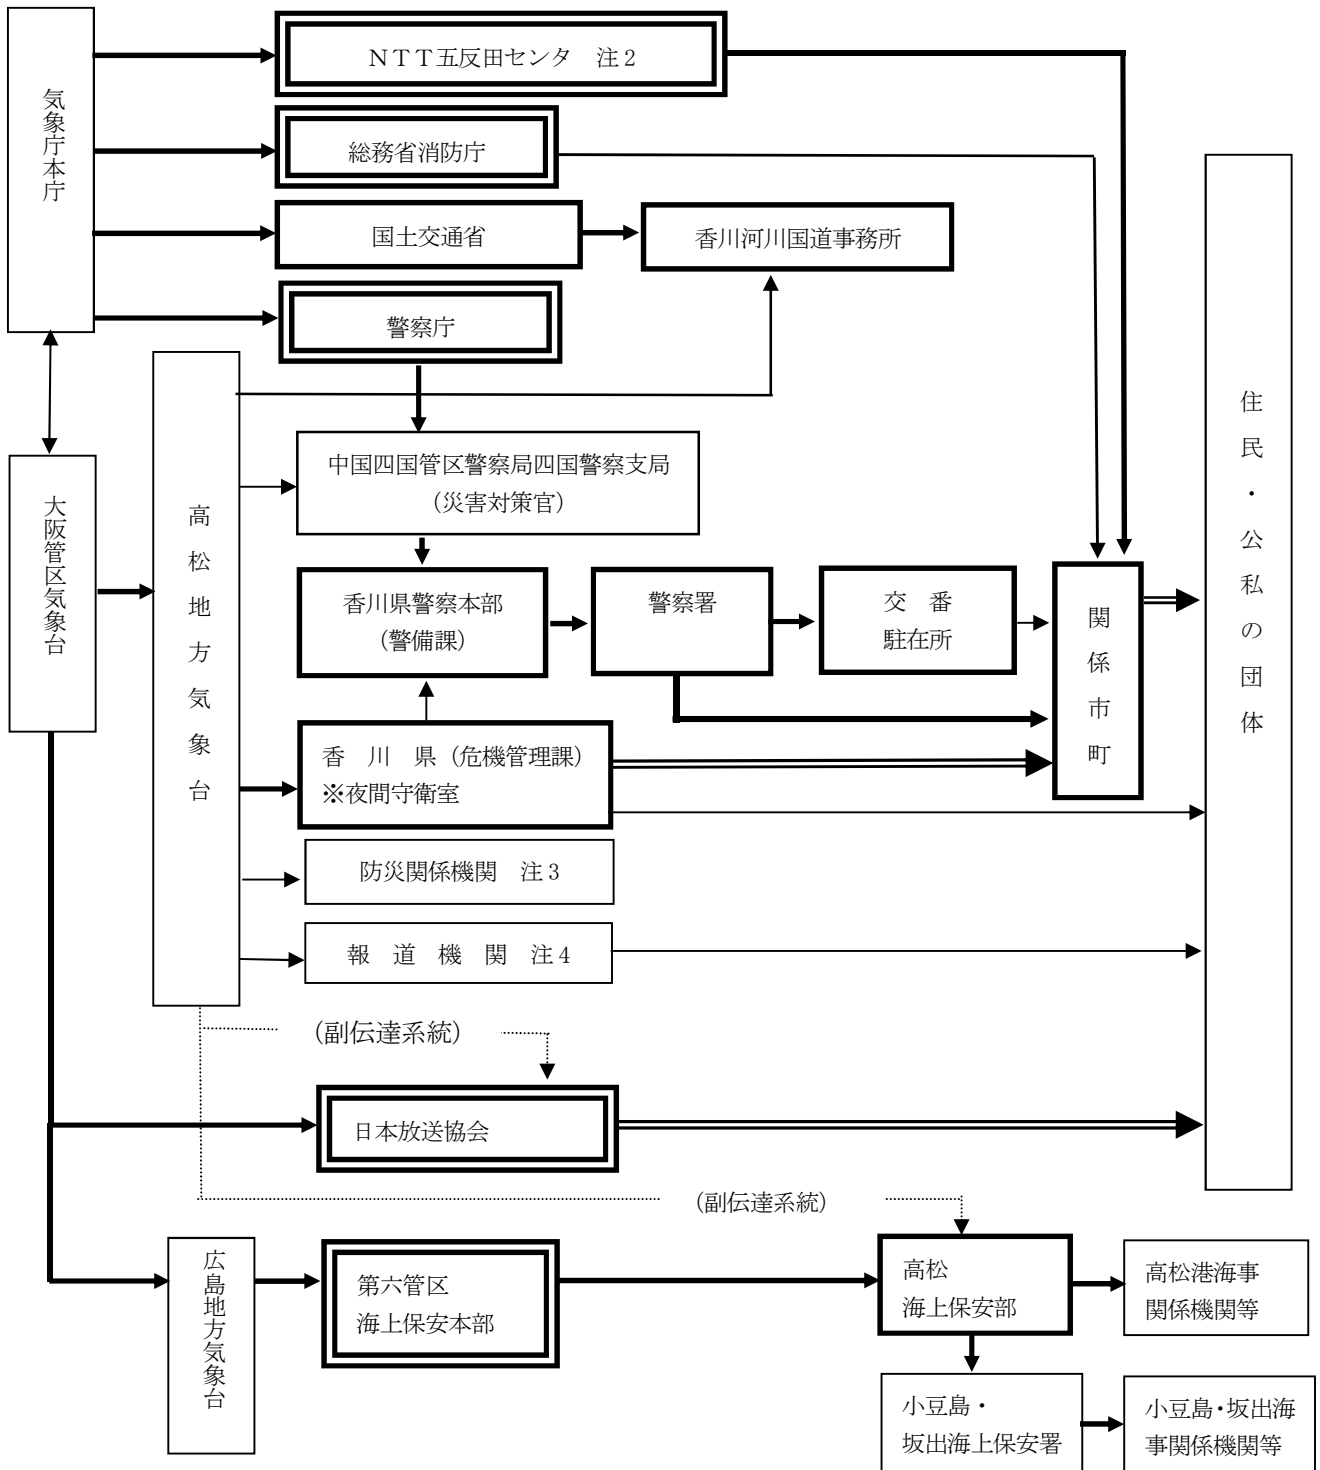 気象庁本庁
ＮＴＴ五反田センタ　注２
総務省消防庁
国土交通省
香川河川国道事務所
警察庁
大阪管区気象台
高松地方気象台
中国四国管区警察局四国警察支局
（災害対策官）
香川県警察本部
（警備課）
警察署
交　番
駐在所
関係市町
住民・公私の団体
香　川　県（危機管理課）
※夜間守衛室
防災関係機関　注３
報　道　機　関　注４
（副伝達系統）
日本放送協会
（副伝達系統）
広島地方気象台
第六管区
海上保安本部
高松
海上保安部
高松港海事
関係機関等
小豆島・
坂出海上保安署
小豆島・坂出海
事関係機関等